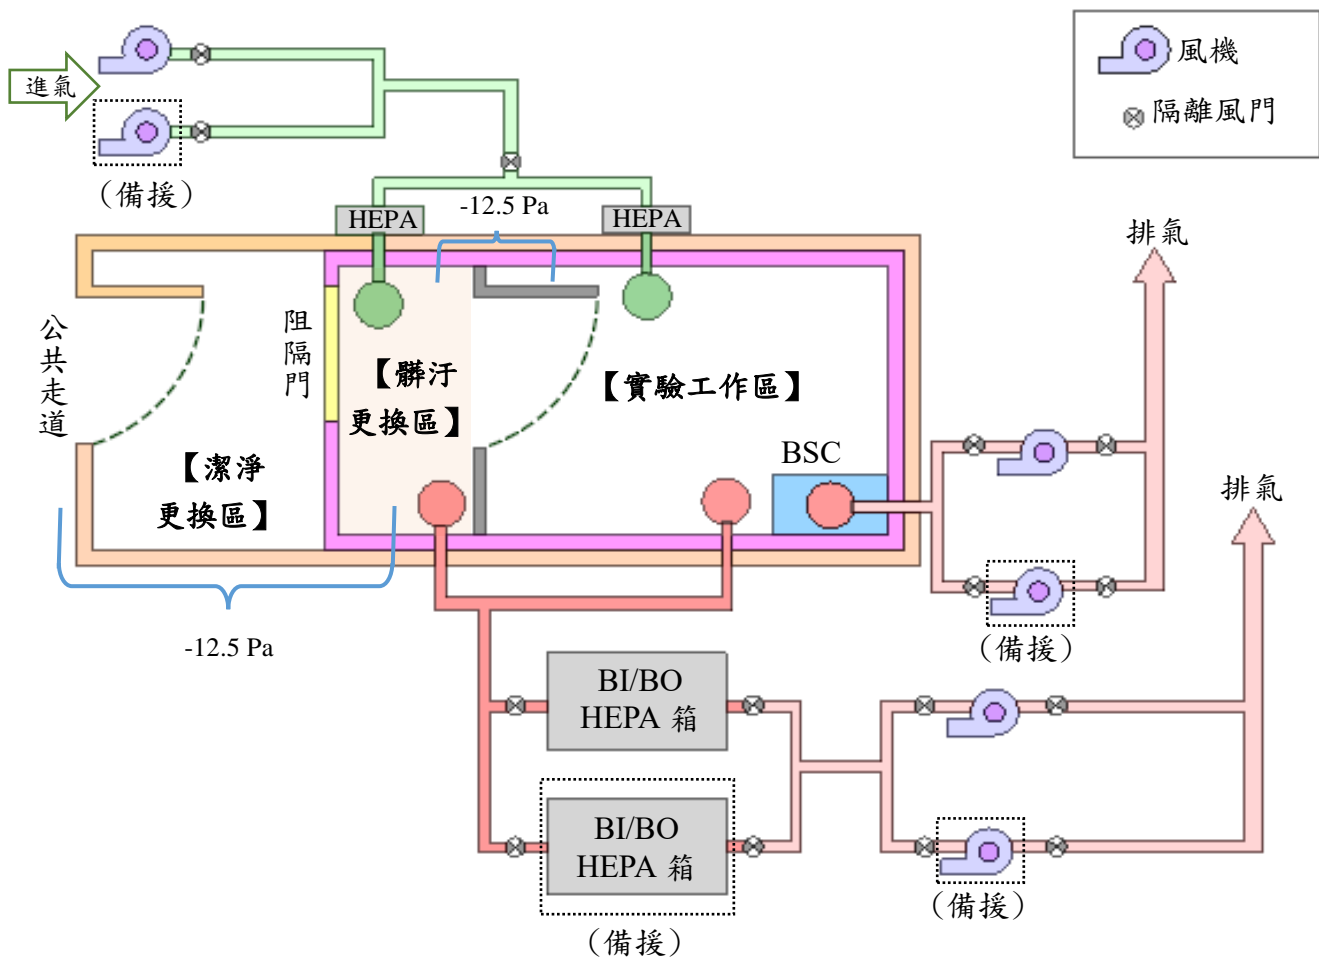 進氣
（備援）
風機
隔離風門
HEPA
-12.5 Pa
HEPA
排氣
公共走道
阻隔門
【髒汙
更換區】
【實驗工作區】
【潔淨
更換區】
BSC
排氣
-12.5 Pa
（備援）
BI/BO
HEPA 箱
BI/BO
HEPA 箱
（備援）
（備援）